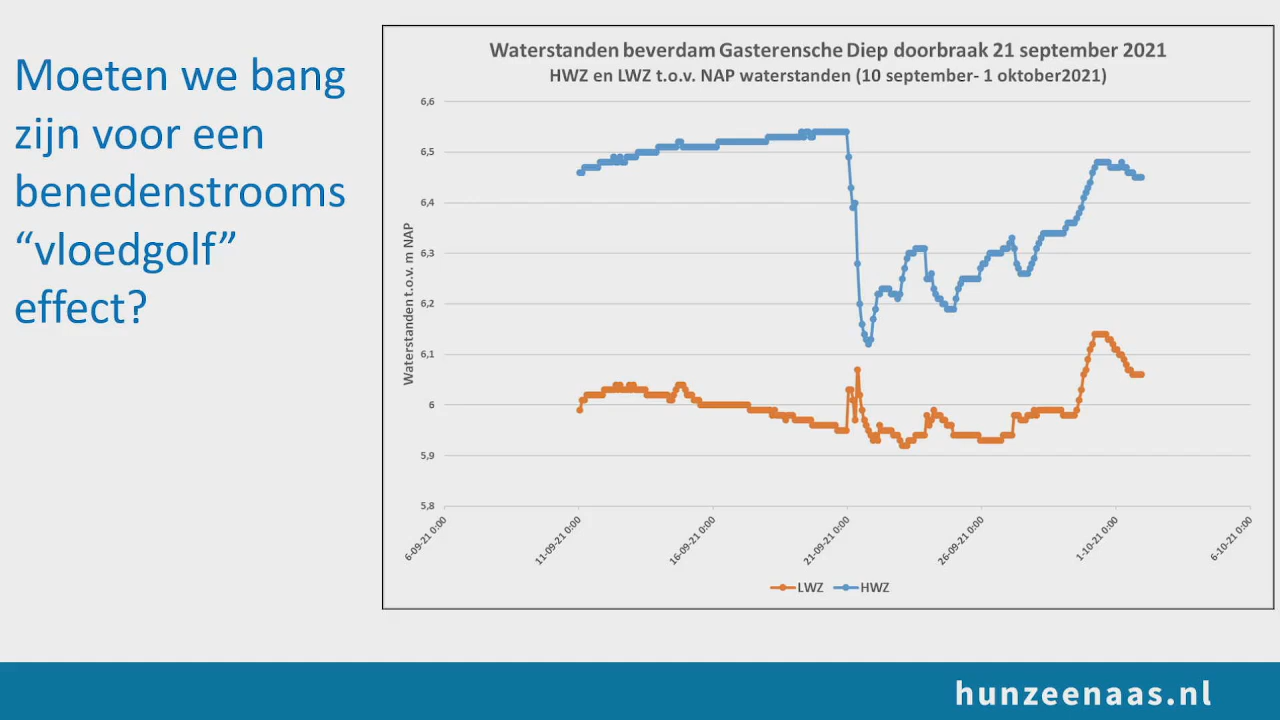 Moeten we bang
zijn voor een
benedenstrooms
“vloedgolf”
effect?
Waterstanden beverdam Gasterensche Diep doorbraak 21 september 2021
HWZ en LWZ t.o.v. NAP waterstanden (10 september- 1 oktober2021)
Waterstanden t.o.v. m NAP
6,6
6,5
6,4
6,3
6,2
6,1
6
5,9
5,8
6-09-21 0:00
11-09-21 0:00
16-09-21 0:00
21-09-21 0:00
26-09-21 0:00
1-10-21 0:00
6-10-21 0:00
LWZ HWZ
hunzeenaas.nl